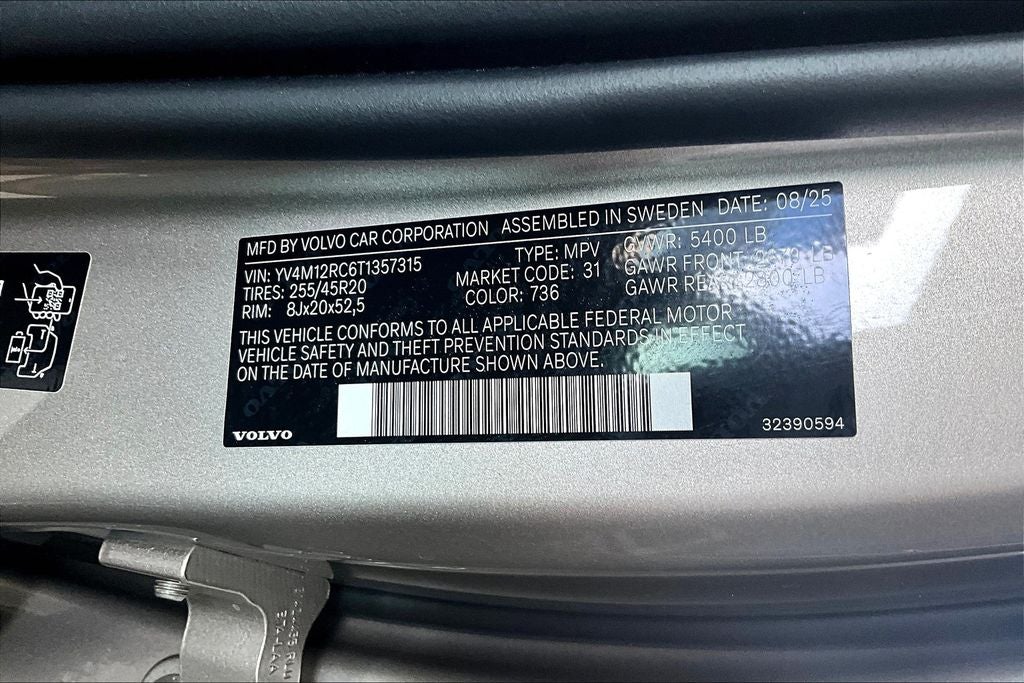 MFD BY VOLVO CAR CORPORATION ASSEMBLED IN SWEDEN DATE: 08/25
VIN: YV4M12RC6T1357315 TYPE: MPV GVWR: 5400 LB
TIRES: 255/45R20 MARKET CODE: 31 GAWR FRONT: LB
RIM: 8Jx20x52,5 COLOR: 736 GAWR REAR: LB
THIS VEHICLE CONFORMS TO ALL APPLICABLE FEDERAL MOTOR
VEHICLE SAFETY AND THEFT PREVENTION STANDARDS IN EFFECT
ON THE DATE OF MANUFACTURE SHOWN ABOVE.
VOLVO 32390594